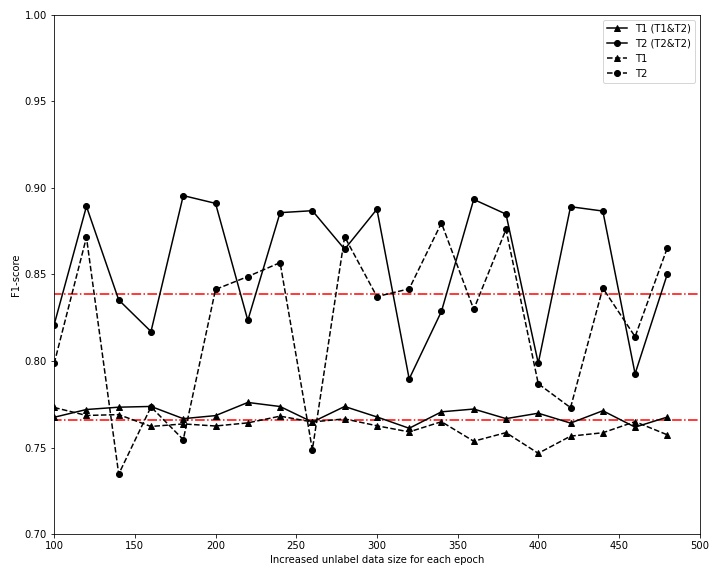 1.00
T1 (T1&T2)
T2 (T2&T2)
T1
T2
0.95
0.90
0.85
0.80
0.75
0.70
F1-score
100 150 200 250 300 350 400 450 500
Increased unlabel data size for each epoch